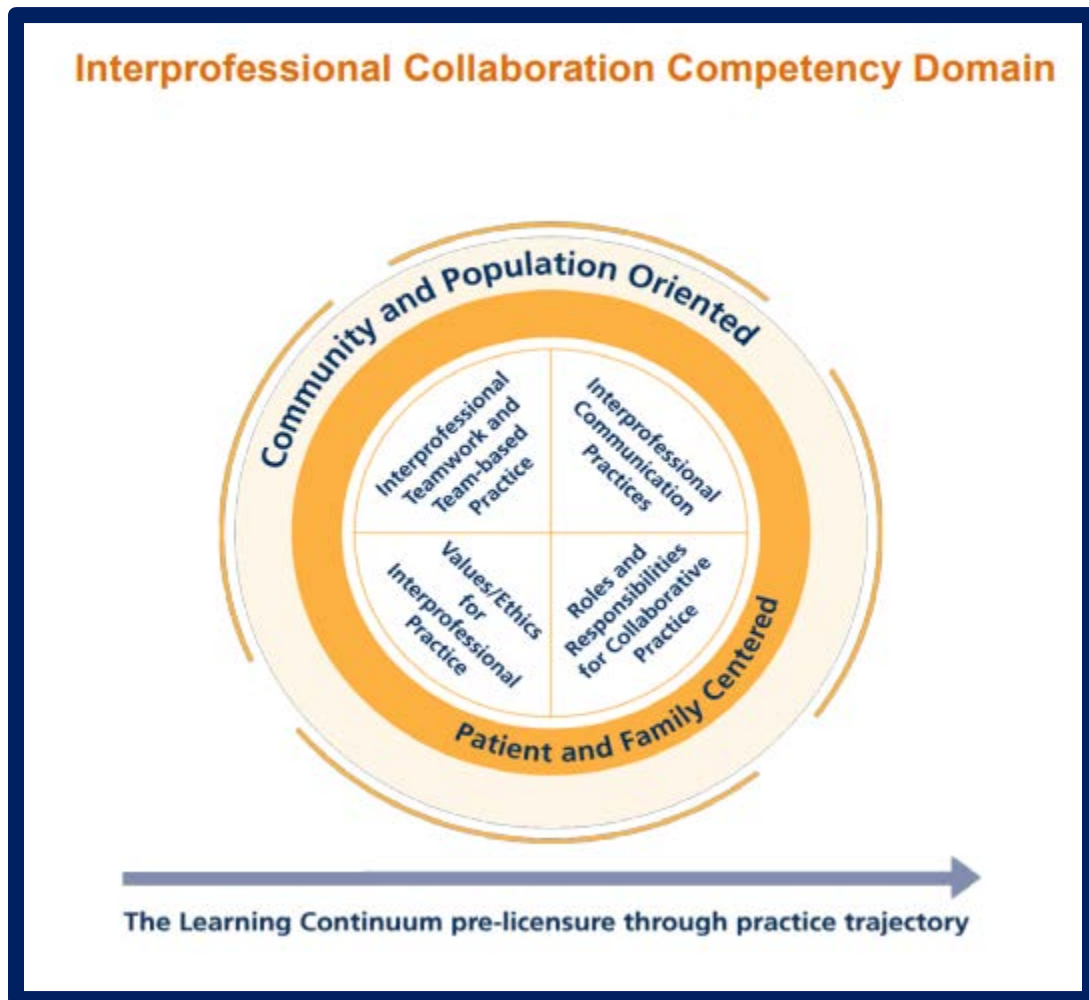 Interprofessional Collaboration Competency Domain
Community and Population Oriented
Interprofessional
Teamwork and
Team-based
Practice
Interprofessional
Communication
Practices
Values/Ethics
for
Interprofessional
Practice
Roles and
Responsibilities
for Collaborative
Practice
Patient and Family Centered
The Learning Continuum pre-licensure through practice trajectory